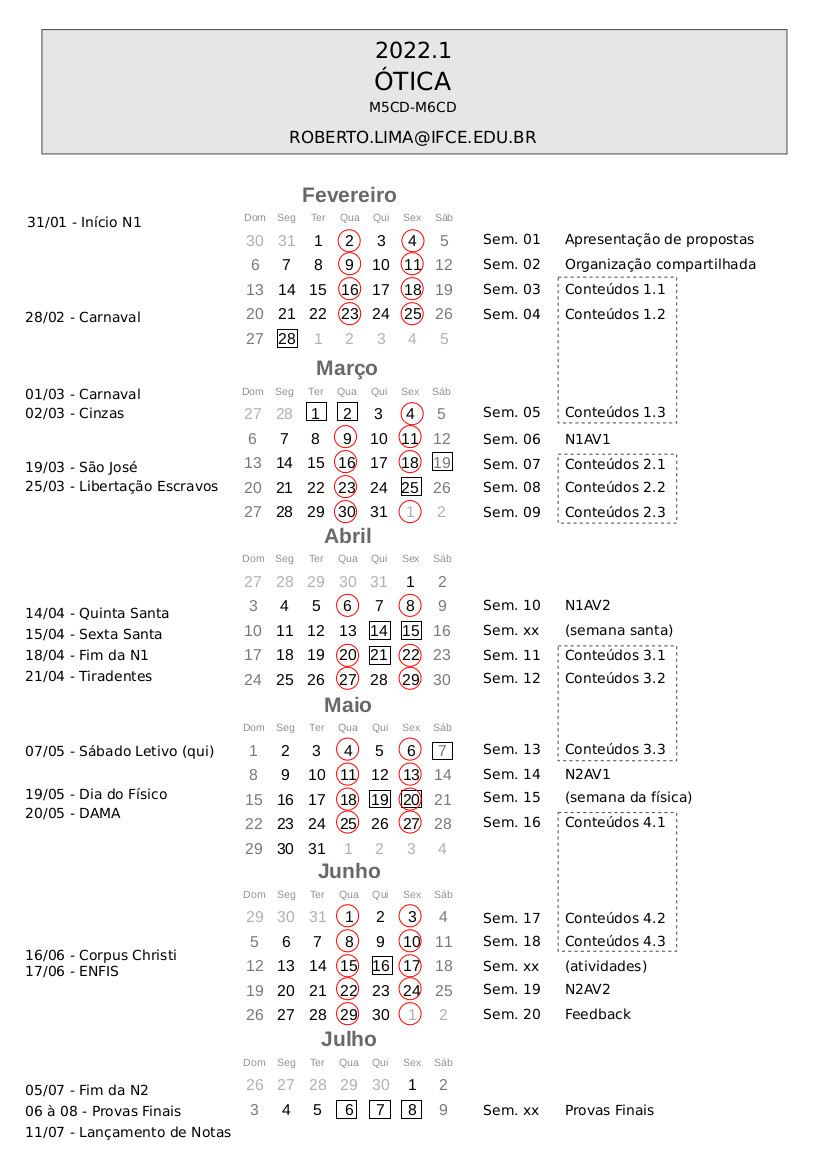 2022.1
ÓTICA
M5CD-M6CD
ROBERTO.LIMA@IFCE.EDU.BR
Fevereiro
31/01 - Início N1
Dom Seg Ter Qua Qui Sex Sáb
30 31 1 2 3 4 5 Sem. 01 Apresentação de propostas
6 7 8 9 10 11 12 Sem. 02 Organização compartilhada
13 14 15 16 17 18 19 Sem. 03 Conteúdos 1.1
28/02 - Carnaval 20 21 22 23 24 25 26 Sem. 04 Conteúdos 1.2
27 28 1 2 3 4 5
Março
01/03 - Carnaval Dom Seg Ter Qua Qui Sex Sáb
02/03 - Cinzas 27 28 1 2 3 4 5 Sem. 05 Conteúdos 1.3
6 7 8 9 10 11 12 Sem. 06 N1AV1
19/03 - São José 13 14 15 16 17 18 19 Sem. 07 Conteúdos 2.1
25/03 - Libertação Escravos 20 21 22 23 24 25 26 Sem. 08 Conteúdos 2.2
27 28 29 30 31 1 2 Sem. 09 Conteúdos 2.3
Abril
Dom Seg Ter Qua Qui Sex Sáb
27 28 29 30 31 1 2
14/04 - Quinta Santa 3 4 5 6 7 8 9 Sem. 10 N1AV2
15/04 - Sexta Santa 10 11 12 13 14 15 16 Sem. xx (semana santa)
18/04 - Fim da N1 17 18 19 20 21 22 23 Sem. 11 Conteúdos 3.1
21/04 - Tiradentes 24 25 26 27 28 29 30 Sem. 12 Conteúdos 3.2
Maio
Dom Seg Ter Qua Qui Sex Sáb
07/05 - Sábado Letivo (qui) 1 2 3 4 5 6 7 Sem. 13 Conteúdos 3.3
8 9 10 11 12 13 14 Sem. 14 N2AV1
19/05 - Dia do Físico 15 16 17 18 19 20 21 Sem. 15 (semana da física)
20/05 - DAMA 22 23 24 25 26 27 28 Sem. 16 Conteúdos 4.1
29 30 31 1 2 3 4
Junho
Dom Seg Ter Qua Qui Sex Sáb
29 30 31 1 2 3 4 Sem. 17 Conteúdos 4.2
5 6 7 8 9 10 11 Sem. 18 Conteúdos 4.3
16/06 - Corpus Christi
17/06 - ENFIS 12 13 14 15 16 17 18 Sem. xx (atividades)
19 20 21 22 23 24 25 Sem. 19 N2AV2
26 27 28 29 30 1 2 Sem. 20 Feedback
Julho
Dom Seg Ter Qua Qui Sex Sáb
05/07 - Fim da N2 26 27 28 29 30 1 2
06 à 08 - Provas Finais 3 4 5 6 7 8 9 Sem. xx Provas Finais
11/07 - Lançamento de Notas